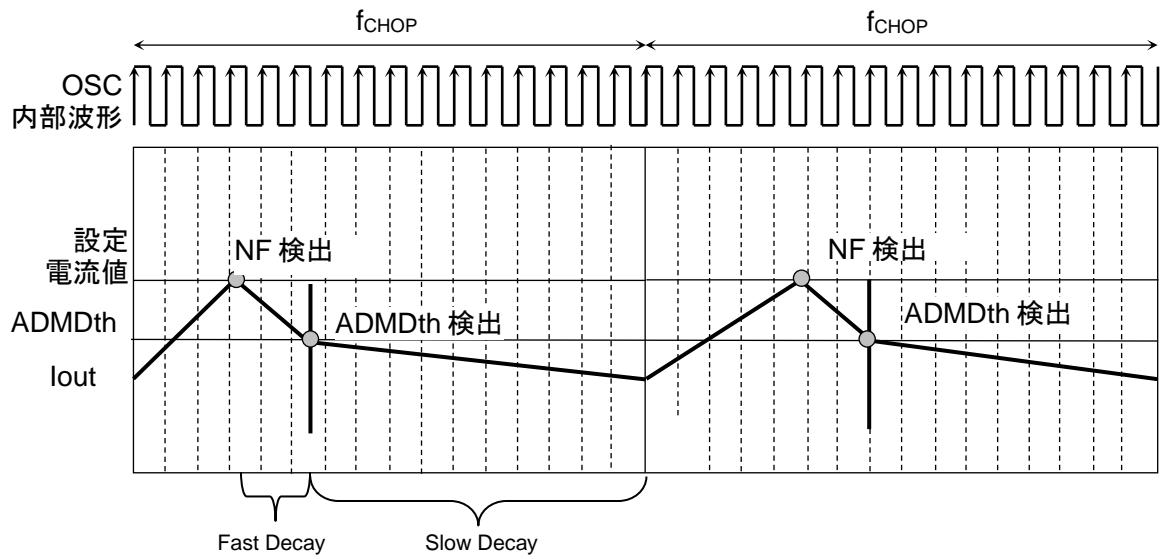 fCHOP
fCHOP
OSC
内部波形
設定
電流値
NF 検出
NF 検出
ADMDth
ADMDth 検出
ADMDth 検出
Iout
Fast Decay
Slow Decay